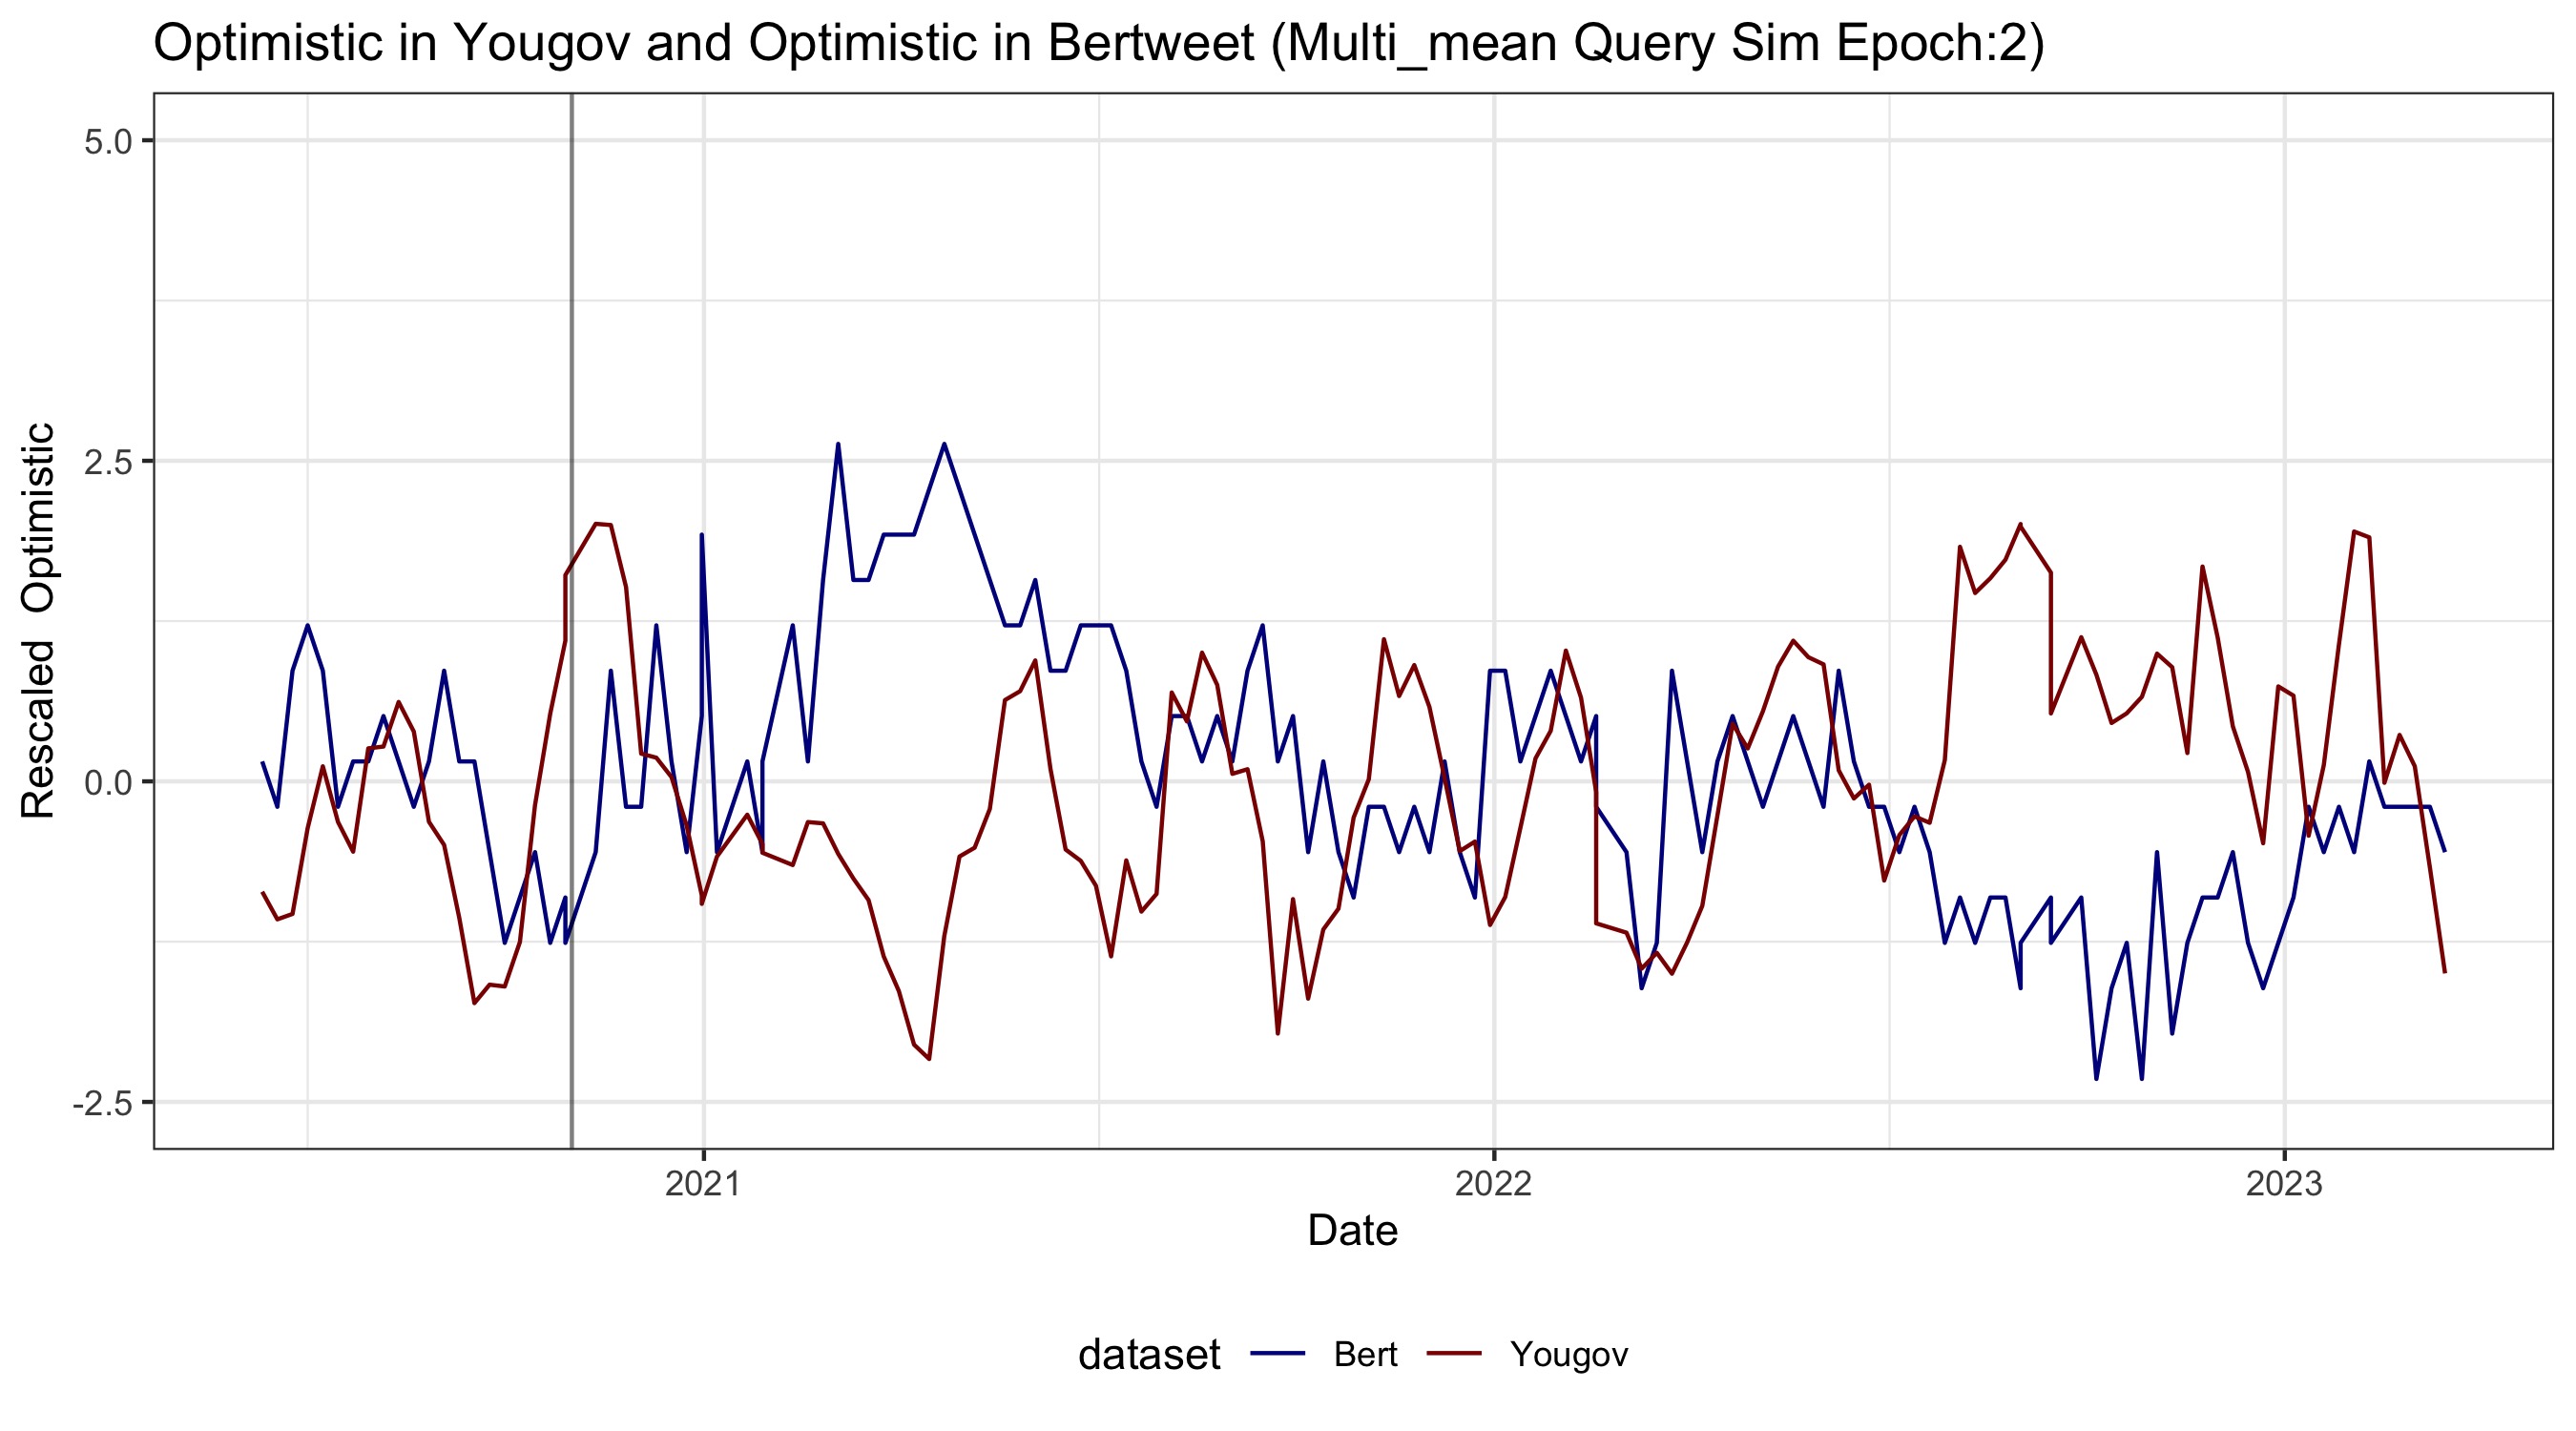 Optimistic in Yougov and Optimistic in Bertweet (Multi_mean Query Sim Epoch:2)
Rescaled Optimistic
5.0
2.5
0.0
-2.5
2021 2022 2023
Date
dataset Bert Yougov